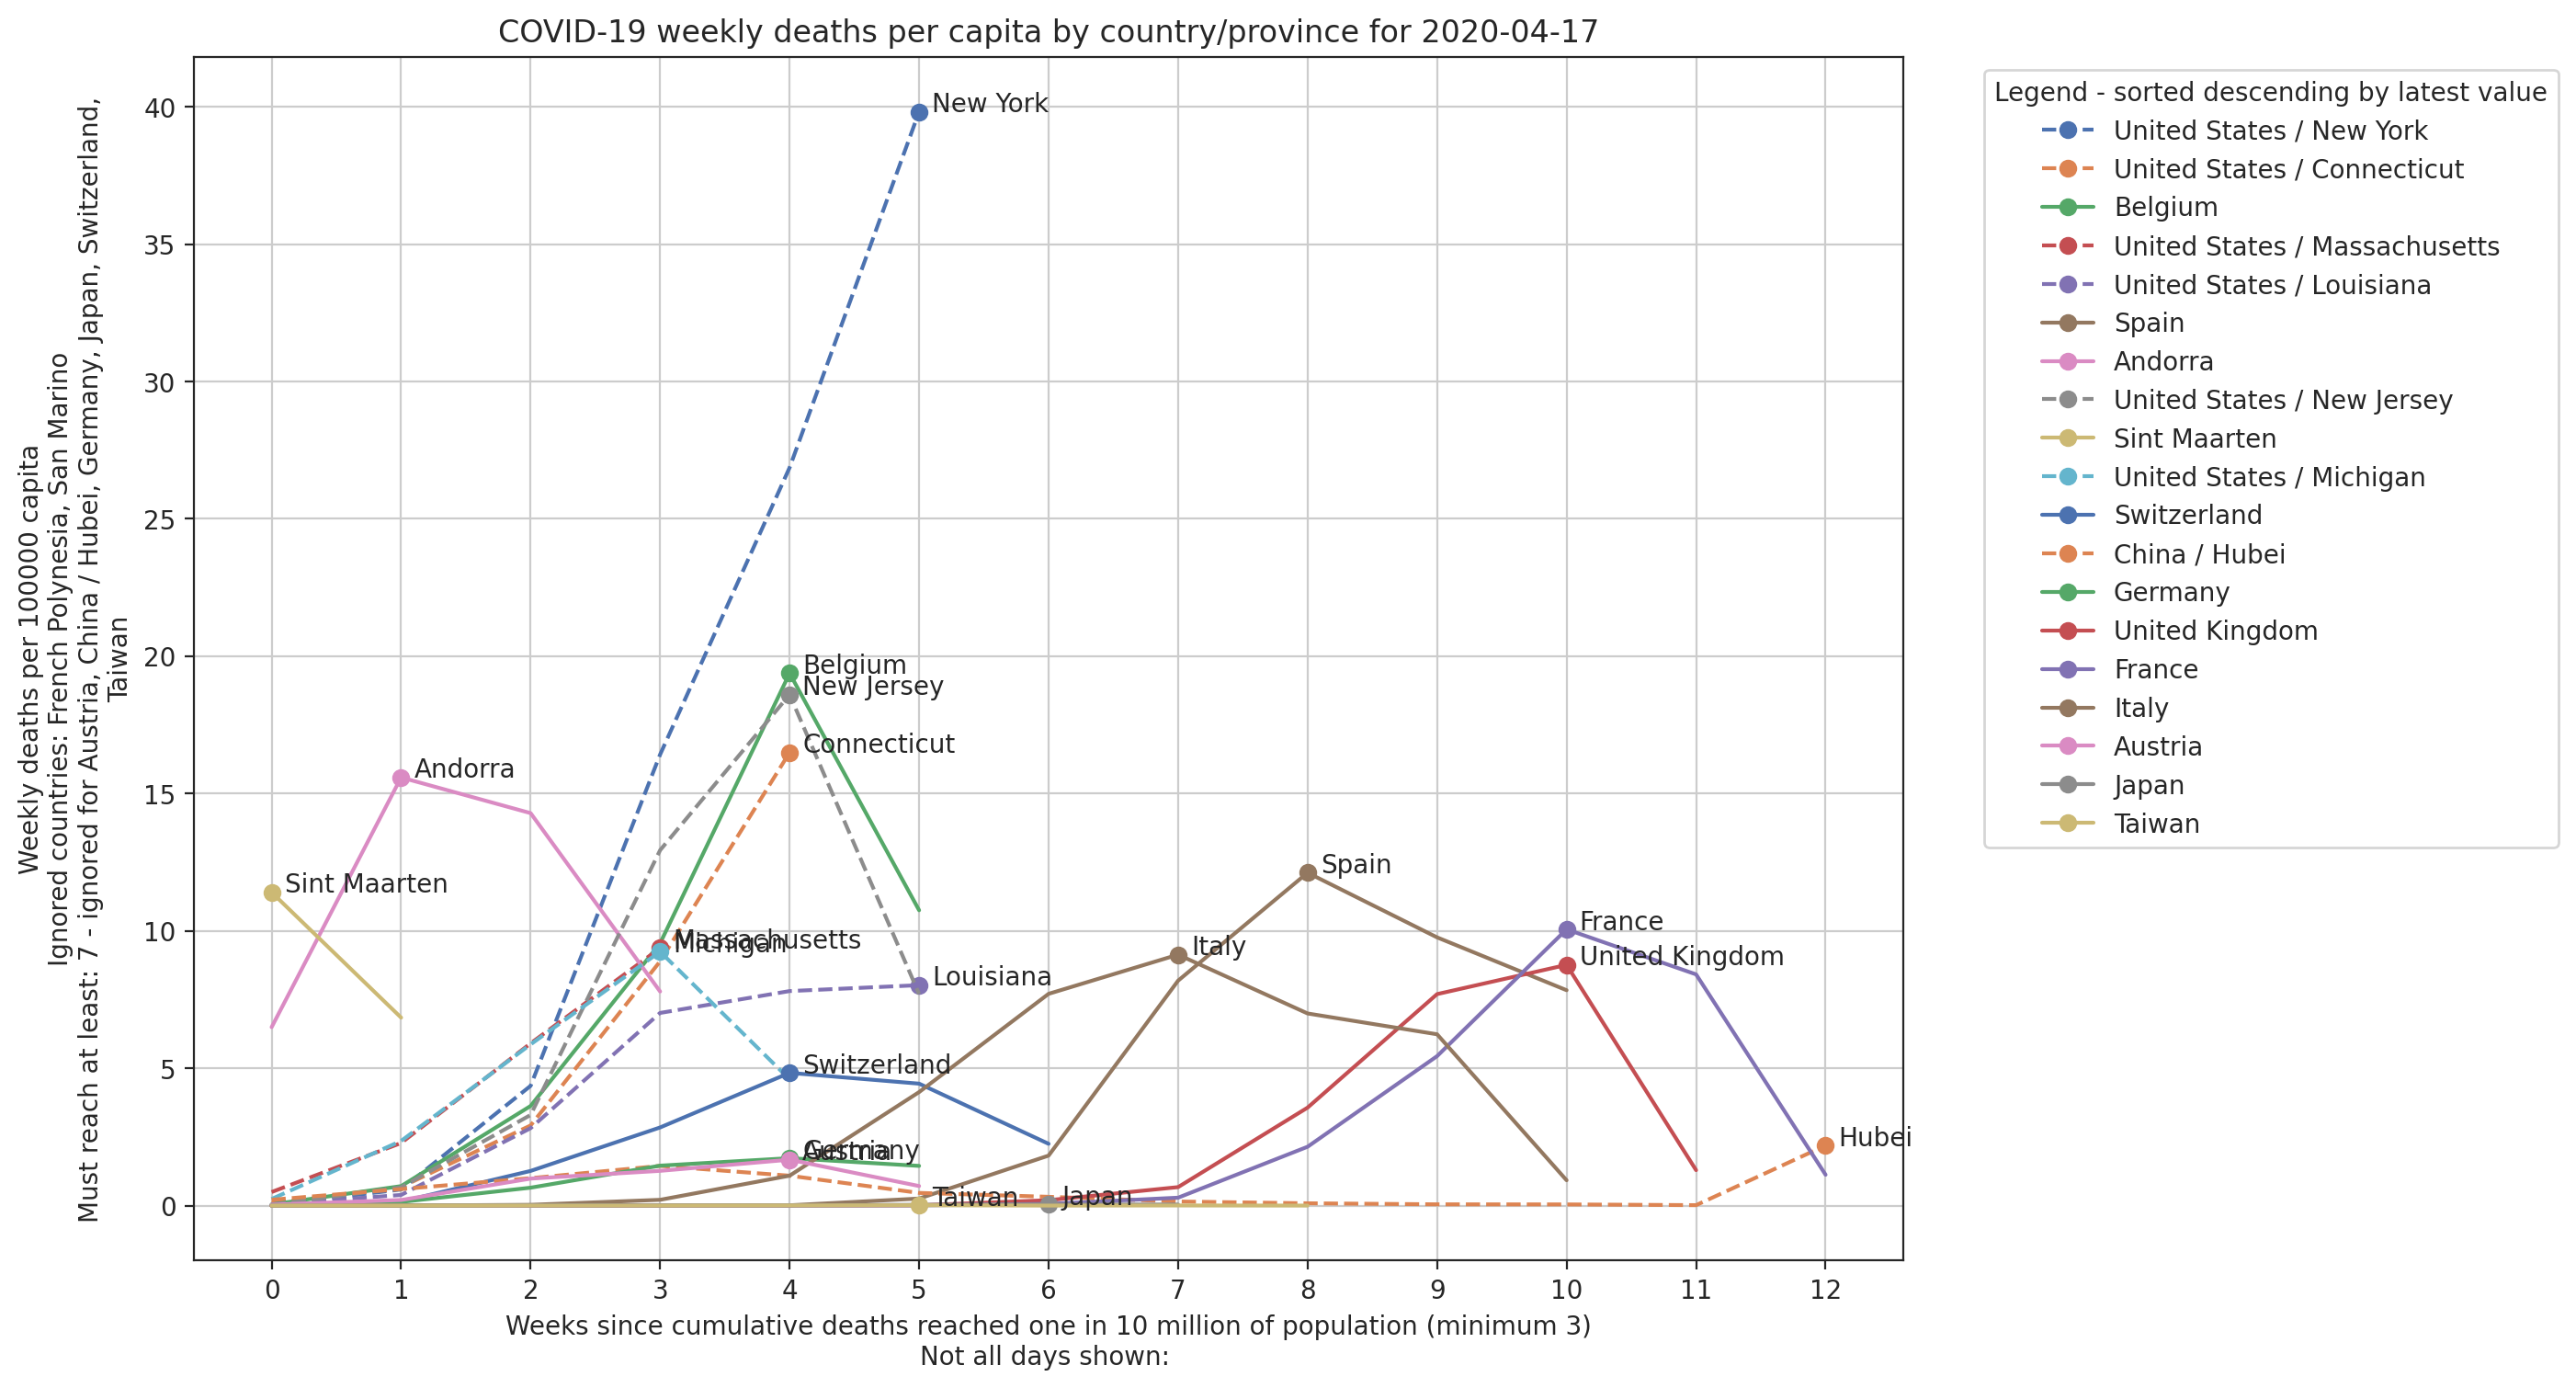 COVID-19 weekly deaths per capita by country/province for 2020-04-17
Weekly deaths per 100000 capita
Ignored countries: French Polynesia, San Marino
Must reach at least: 7 - ignored for Austria, China / Hubei, Germany, Japan, Switzerland,
Taiwan
40
35
30
25
20
15
10
5
0
New York
Belgium
New Jersey
Connecticut
Andorra
Sint Maarten
Spain
France
Massachusetts
Michigan
Italy
United Kingdom
Louisiana
Switzerland
Germany
Austria
Hubei
Taiwan
Japan
0 1 2 3 4 5 6 7 8 9 10 11 12
Weeks since cumulative deaths reached one in 10 million of population (minimum 3)
Not all days shown:
Legend - sorted descending by latest value
United States / New York
United States / Connecticut
Belgium
United States / Massachusetts
United States / Louisiana
Spain
Andorra
United States / New Jersey
Sint Maarten
United States / Michigan
Switzerland
China / Hubei
Germany
United Kingdom
France
Italy
Austria
Japan
Taiwan